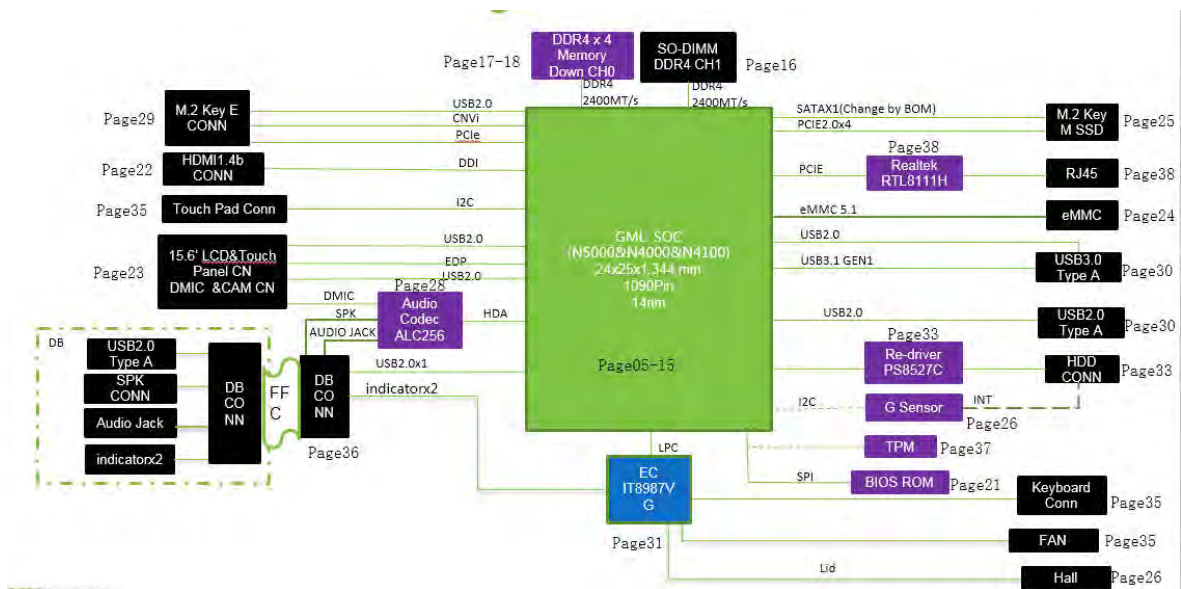 DDR4 x 4
Memory
Down CH0
Page17-18
SO-DIMM
DDR4 CH1
Page16
DDR4
2400MT/s
DDR4
2400MT/s
Page29
M.2 Key E
CONN
USB2.0
CNVi
PCIe
Page22
HDMI1.4b
CONN
DDI
Page35
Touch Pad Conn
I2C
Page23
15.6' LCD&Touch
Panel CN
DMIC &CAM CN
USB2.0
EDP
USB2.0
Page28
DMIC
SPK
AUDIO JACK
Audio
Codec
ALC256
HDA
USB2.0x1
indicatorx2
DB
USB2.0
Type A
SPK
CONN
Audio Jack
indicatorx2
DB
CO
NN
FF
C
DB
CO
NN
Page36
GML SOC
(N5000&N4000&N4100)
24x25x1.344 mm
1090Pin
14nm
Page05-15
SATAX1(Change by BOM)
PCIE2.0x4
M.2 Key
M SSD
Page25
Page38
PCIE
Realtek
RTL8111H
RJ45
Page38
eMMC 5.1
eMMC
Page24
USB2.0
USB3.1 GEN1
USB3.0
Type A
Page30
USB2.0
USB2.0
Type A
Page30
Page33
Re-driver
PS8527C
HDD
CONN
Page33
I2C
G Sensor
INT
Page26
TPM
Page37
SPI
BIOS ROM
Page21
LPC
EC
IT8987V
G
Page31
Keyboard
Conn
Page35
FAN
Page35
Lid
Hall
Page26